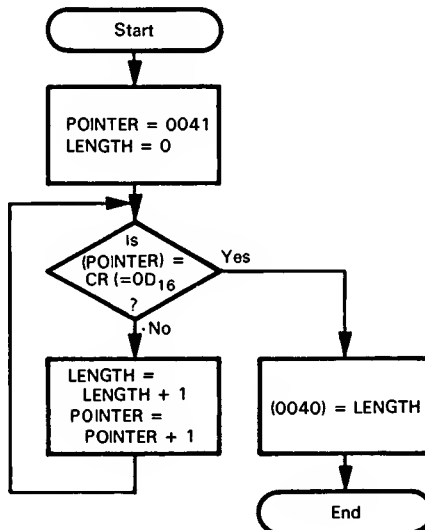 Start
POINTER = 0041
LENGTH = 0
Is
(POINTER) =
CR (=0D16
?
Yes
No
LENGTH =
LENGTH + 1
POINTER =
POINTER + 1
(0040) = LENGTH
End